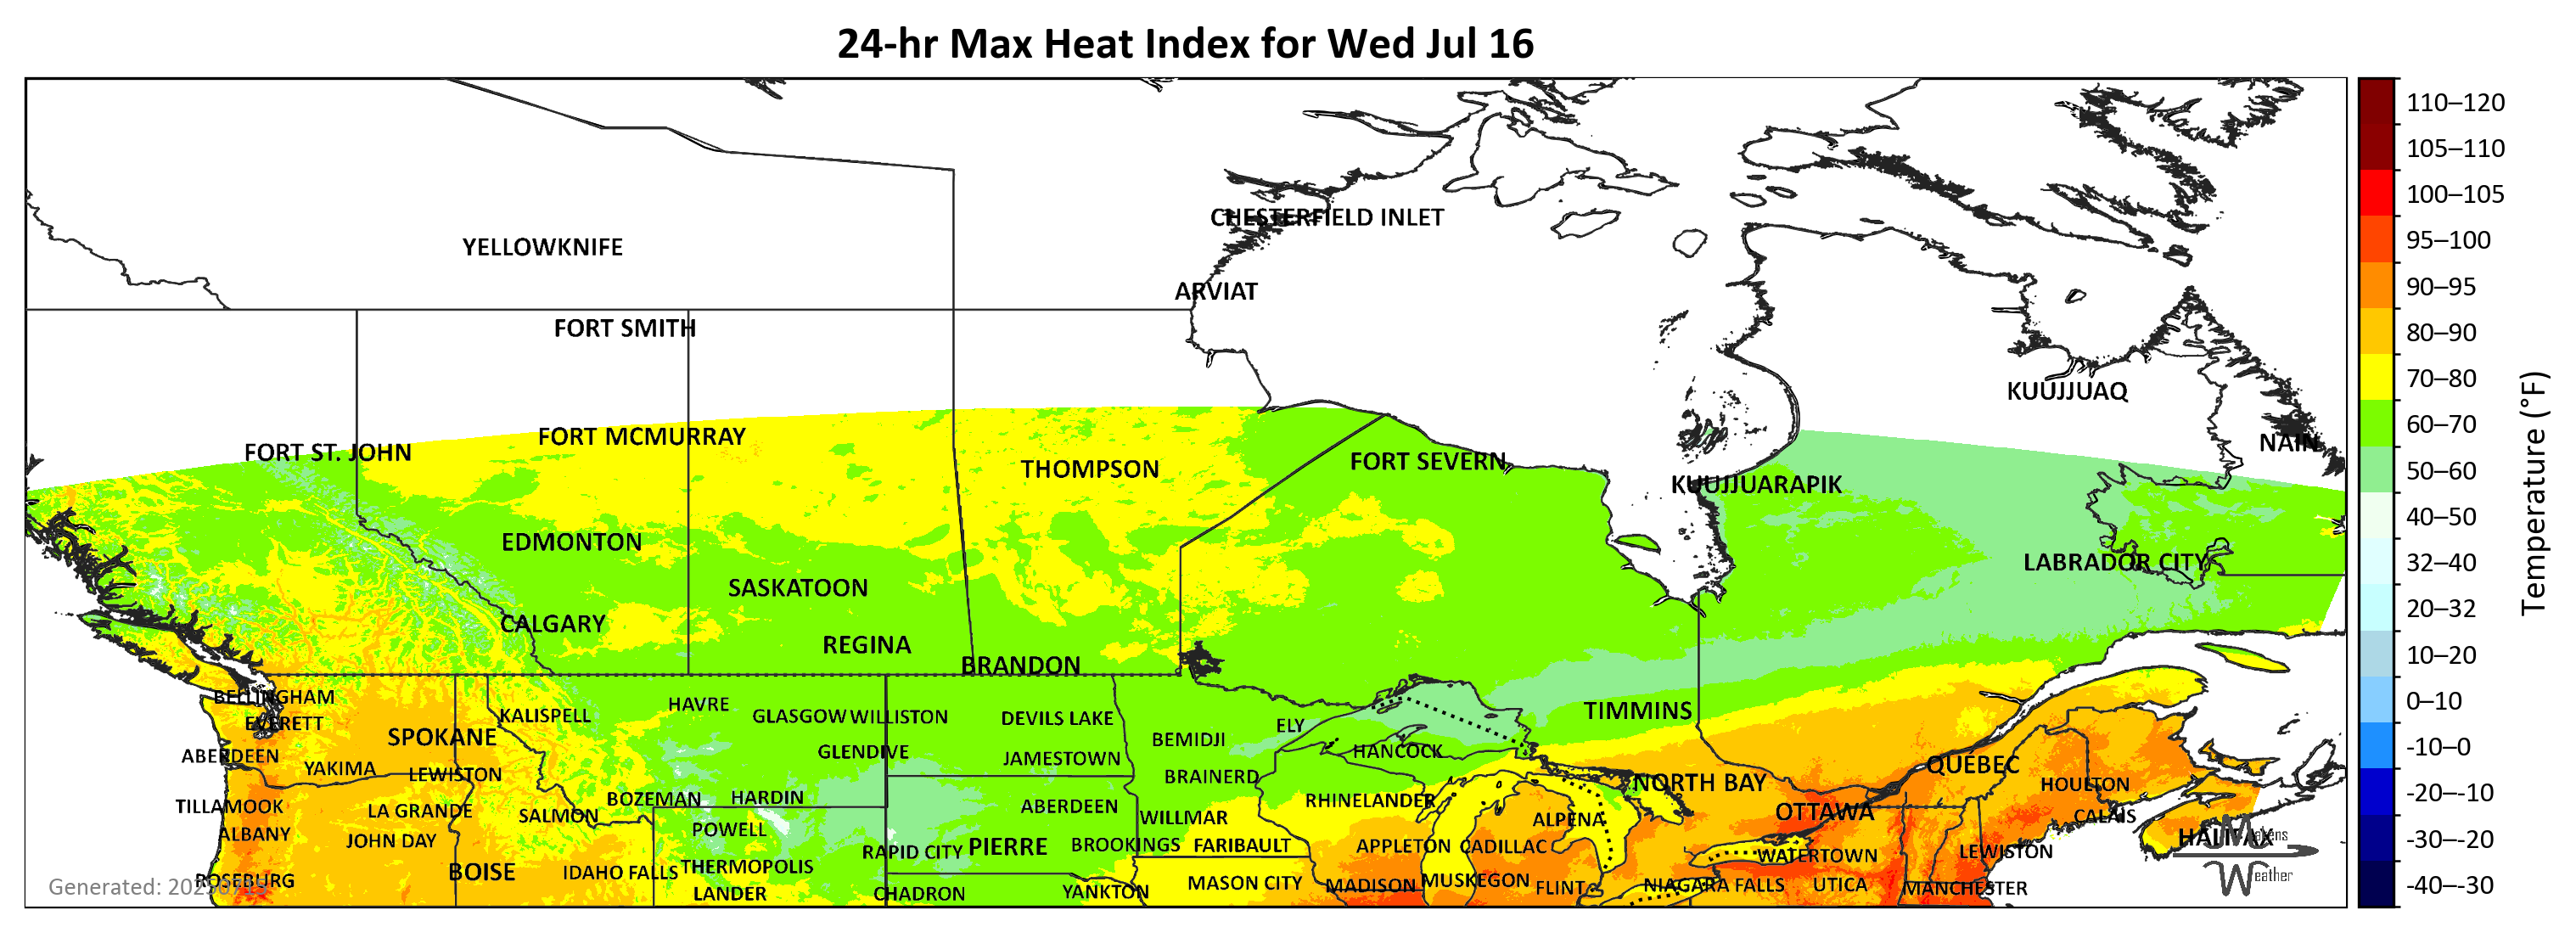 24-hr Max Heat Index for Wed Jul 16
110–120
105–110
CHESTERFIELD INLET
100–105
YELLOWKNIFE
95–100
ARVIAT
90–95
FORT SMITH
80–90
KUUJJUAQ
70–80
FORT MCMURRAY
60–70
FORT ST. JOHN
NAIN
THOMPSON
FORT SEVERN
50–60
KUUJJUARAPIK
40–50
EDMONTON
LABRADOR CITY
32–40
Temperature (°F)
SASKATOON
20–32
CALGARY
REGINA
10–20
BRANDON
BELLINGHAM
0–10
HAVRE
KALISPELL
GLASGOW WILLISTON
DEVILS LAKE
TIMMINS
EVERETT
ELY
SPOKANE
BEMIDJI
-10–0
ABERDEEN
GLENDIVE
JAMESTOWN
HANCOCK
YAKIMA
LEWISTON
BRAINERD
QUÉBEC
NORTH BAY
HOULTON
-20–-10
BOZEMAN
HARDIN
RHINELANDER
TILLAMOOK
LA GRANDE
SALMON
ABERDEEN
WILLMAR
ALPENA
OTTAWA
CALAIS
ALBANY
JOHN DAY
POWELL
-30–-20
HALIFAX
Makens
Weather
RAPID CITY
PIERRE
BROOKINGS
FARIBAULT
APPLETON
CADILLAC
WATERTOWN
LEWISTON
BOISE
IDAHO FALLS
THERMOPOLIS
ROSEBURG
MASON CITY
MADISON
MUSKEGON
FLINT
NIAGARA FALLS
UTICA
MANCHESTER
-40–-30
LANDER
CHADRON
YANKTON
Generated: